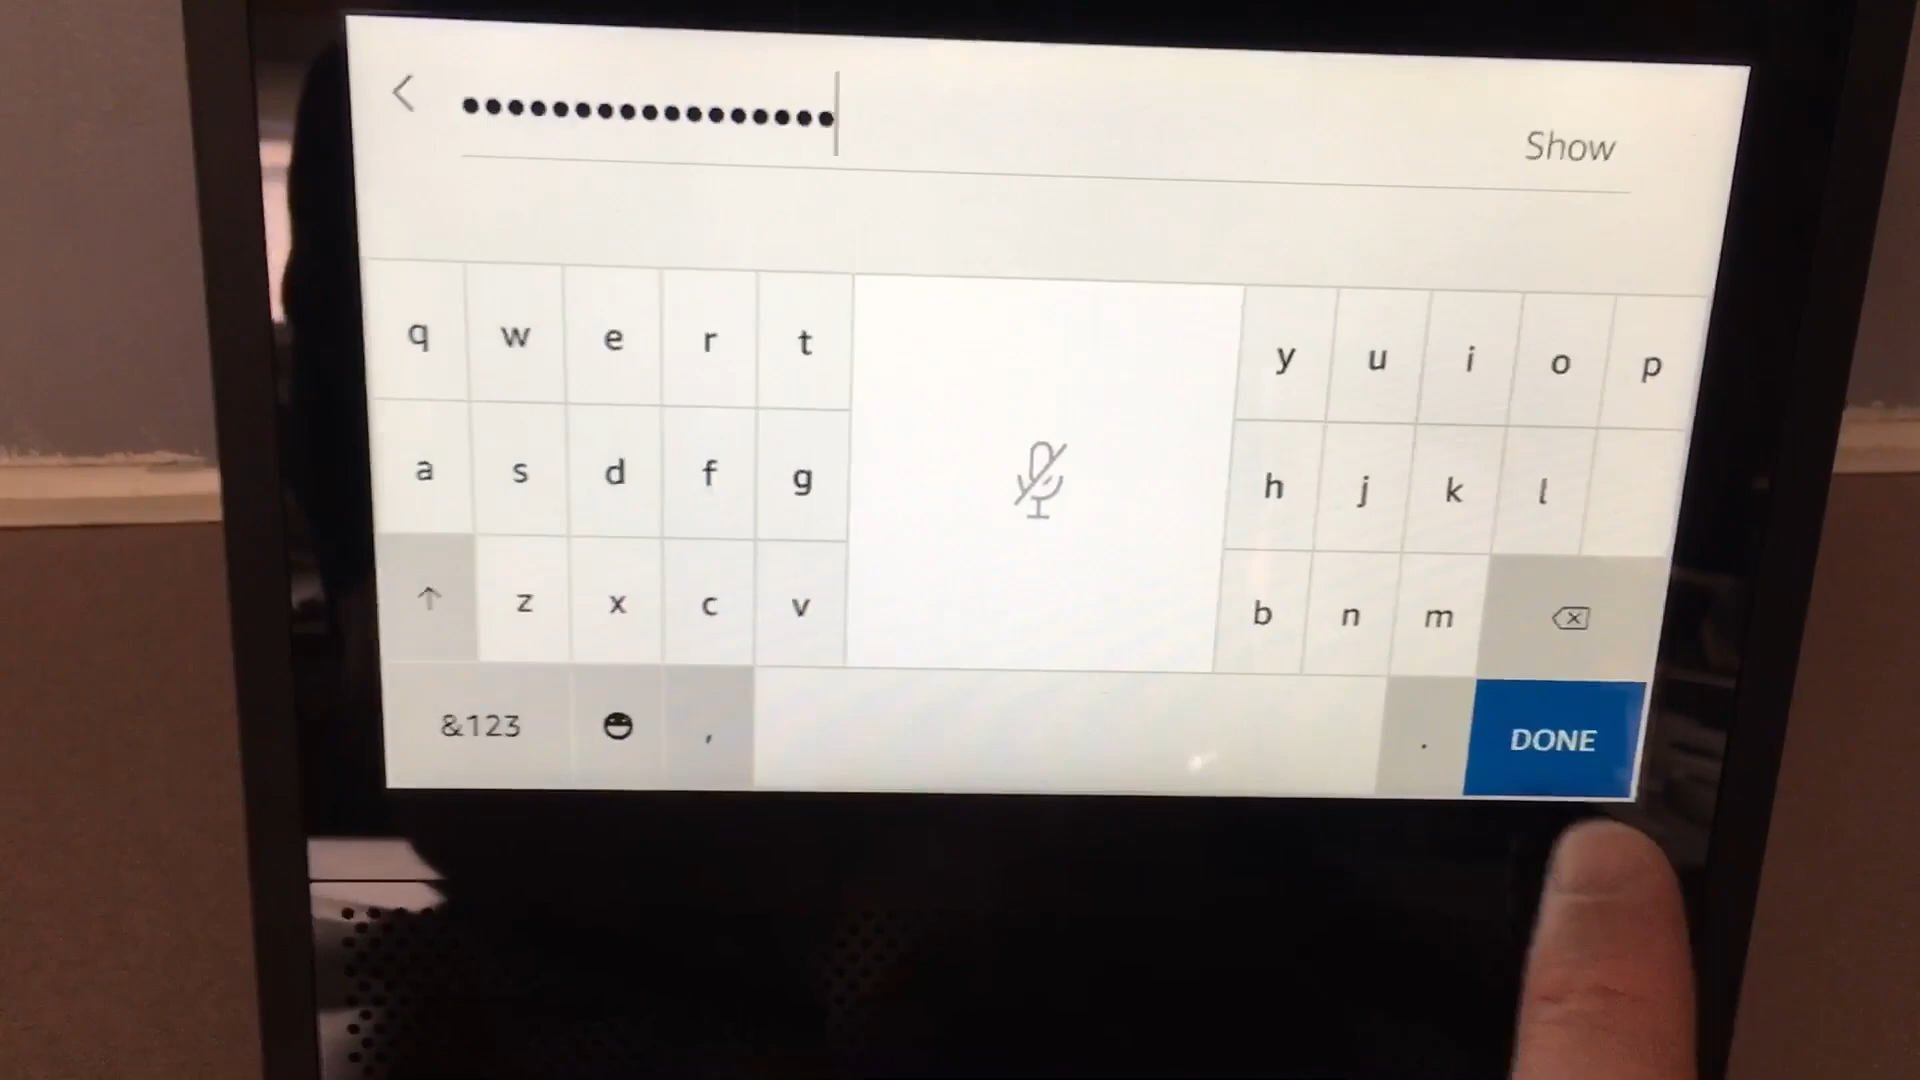 •••••••••••••••••
Show
q w e r t y u i o p
a s d f g h j k l
z x c v b n m
&123 , . DONE